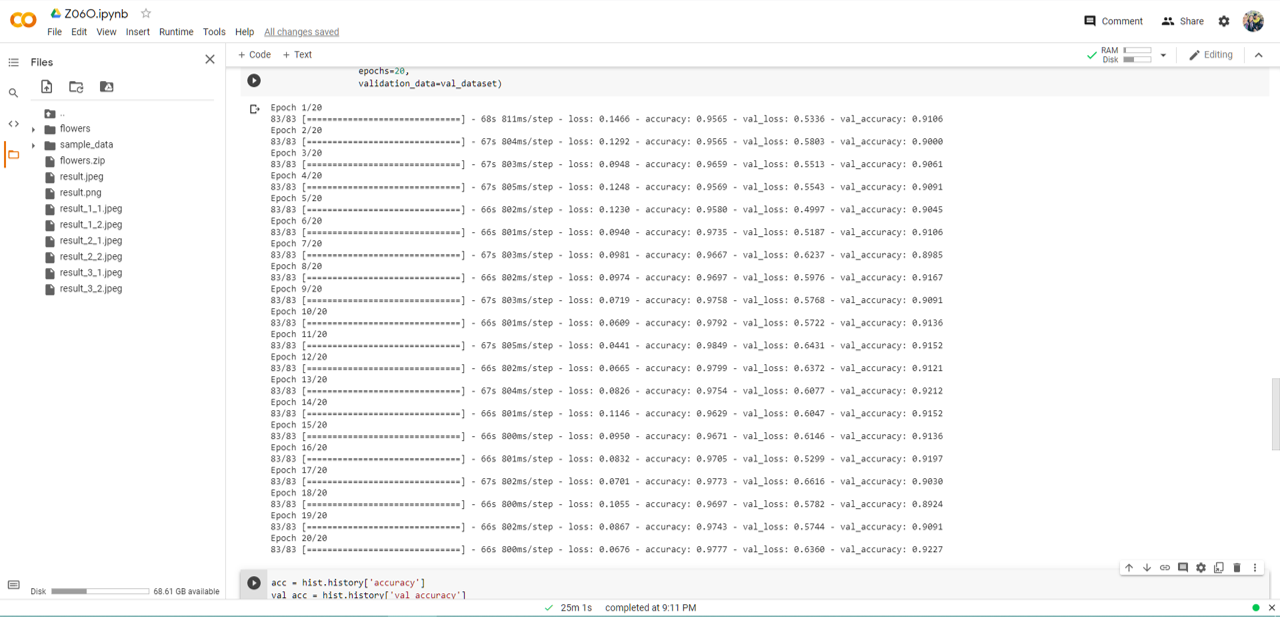 Z06O.ipynb
File Edit View Insert Runtime Tools Help All changes saved
Comment Share
Files
+ Code + Text
RAM
Disk
Editing
..
flowers
sample_data
flowers.zip
result.jpeg
result.png
result_1_1.jpeg
result_1_2.jpeg
result_2_1.jpeg
result_2_2.jpeg
result_3_1.jpeg
result_3_2.jpeg
Disk 68.61 GB available
epochs=20,
validation_data=val_dataset)
Epoch 1/20
83/83 [==============================] - 68s 811ms/step - loss: 0.1466 - accuracy: 0.9565 - val_loss: 0.5336 - val_accuracy: 0.9106
Epoch 2/20
83/83 [==============================] - 67s 803ms/step - loss: 0.1292 - accuracy: 0.9565 - val_loss: 0.5803 - val_accuracy: 0.9000
Epoch 3/20
83/83 [==============================] - 67s 803ms/step - loss: 0.0948 - accuracy: 0.9659 - val_loss: 0.5513 - val_accuracy: 0.9061
Epoch 4/20
83/83 [==============================] - 67s 805ms/step - loss: 0.1248 - accuracy: 0.9569 - val_loss: 0.5543 - val_accuracy: 0.9091
Epoch 5/20
83/83 [==============================] - 66s 802ms/step - loss: 0.1230 - accuracy: 0.9580 - val_loss: 0.4997 - val_accuracy: 0.9045
Epoch 6/20
83/83 [==============================] - 66s 801ms/step - loss: 0.0940 - accuracy: 0.9735 - val_loss: 0.5187 - val_accuracy: 0.9106
Epoch 7/20
83/83 [==============================] - 67s 803ms/step - loss: 0.0981 - accuracy: 0.9667 - val_loss: 0.6237 - val_accuracy: 0.8985
Epoch 8/20
83/83 [==============================] - 66s 802ms/step - loss: 0.0974 - accuracy: 0.9697 - val_loss: 0.5976 - val_accuracy: 0.9167
Epoch 9/20
83/83 [==============================] - 67s 803ms/step - loss: 0.0719 - accuracy: 0.9758 - val_loss: 0.5768 - val_accuracy: 0.9091
Epoch 10/20
83/83 [==============================] - 66s 801ms/step - loss: 0.0609 - accuracy: 0.9792 - val_loss: 0.5722 - val_accuracy: 0.9136
Epoch 11/20
83/83 [==============================] - 67s 805ms/step - loss: 0.0441 - accuracy: 0.9849 - val_loss: 0.6431 - val_accuracy: 0.9152
Epoch 12/20
83/83 [==============================] - 66s 802ms/step - loss: 0.0665 - accuracy: 0.9799 - val_loss: 0.6372 - val_accuracy: 0.9121
Epoch 13/20
83/83 [==============================] - 67s 804ms/step - loss: 0.0826 - accuracy: 0.9754 - val_loss: 0.6077 - val_accuracy: 0.9212
Epoch 14/20
83/83 [==============================] - 66s 801ms/step - loss: 0.1146 - accuracy: 0.9629 - val_loss: 0.6047 - val_accuracy: 0.9152
Epoch 15/20
83/83 [==============================] - 66s 800ms/step - loss: 0.0950 - accuracy: 0.9671 - val_loss: 0.6146 - val_accuracy: 0.9136
Epoch 16/20
83/83 [==============================] - 66s 801ms/step - loss: 0.0832 - accuracy: 0.9705 - val_loss: 0.5299 - val_accuracy: 0.9197
Epoch 17/20
83/83 [==============================] - 67s 802ms/step - loss: 0.0701 - accuracy: 0.9773 - val_loss: 0.6616 - val_accuracy: 0.9030
Epoch 18/20
83/83 [==============================] - 66s 800ms/step - loss: 0.1055 - accuracy: 0.9697 - val_loss: 0.5782 - val_accuracy: 0.8924
Epoch 19/20
83/83 [==============================] - 66s 802ms/step - loss: 0.0867 - accuracy: 0.9743 - val_loss: 0.5744 - val_accuracy: 0.9091
Epoch 20/20
83/83 [==============================] - 66s 800ms/step - loss: 0.0676 - accuracy: 0.9777 - val_loss: 0.6360 - val_accuracy: 0.9227
acc = hist.history['accuracy']
val_acc = hist.history['val_accuracy']
25m 1s completed at 9:11 PM